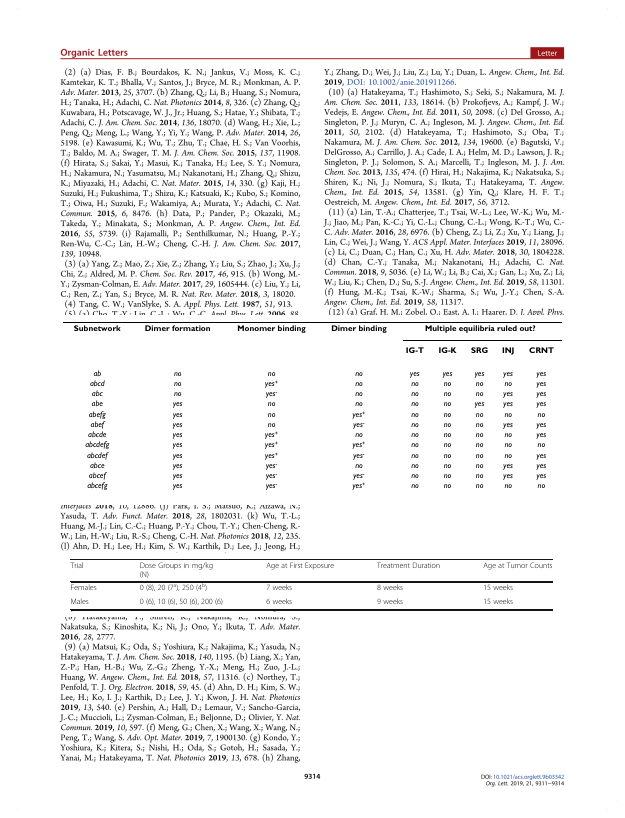 Organic Letters
Letter
(2) (a) Dias, F. B.; Bourdakos, K. N.; Jankus, V.; Moss, K. C.;
Kamtekar, K. T.; Bhalla, V.; Santos, J.; Bryce, M. R.; Monkman, A. P.
Adv. Mater. 2013, 25, 3707. (b) Zhang, Q.; Li, B.; Huang, S.; Nomura,
H.; Tanaka, H.; Adachi, C. Nat. Photonics 2014, 8, 326. (c) Zhang, Q.;
Kuwabara, H.; Potscavage, W. J., Jr.; Huang, S.; Hatae, Y.; Shibata, T.;
Adachi, C. J. Am. Chem. Soc. 2014, 136, 18070. (d) Wang, H.; Xie, L.;
Peng, Q.; Meng, L.; Wang, Y.; Yi, Y.; Wang, P. Adv. Mater. 2014, 26,
5198. (e) Kawasumi, K.; Wu, T.; Zhu, T.; Chae, H. S.; Van Voorhis,
T.; Baldo, M. A.; Swager, T. M. J. Am. Chem. Soc. 2015, 137, 11908.
(f) Hirata, S.; Sakai, Y.; Masui, K.; Tanaka, H.; Lee, S. Y.; Nomura,
H.; Nakamura, N.; Yasumatsu, M.; Nakanotani, H.; Zhang, Q.; Shizu,
K.; Miyazaki, H.; Adachi, C. Nat. Mater. 2015, 14, 330. (g) Kaji, H.;
Suzuki, H.; Fukushima, T.; Shizu, K.; Katsuaki, K.; Kubo, S.; Komino,
T.; Oiwa, H.; Suzuki, F.; Wakamiya, A.; Murata, Y.; Adachi, C. Nat.
Commun. 2015, 6, 8476. (h) Data, P.; Pander, P.; Okazaki, M.;
Takeda, Y.; Minakata, S.; Monkman, A. P. Angew. Chem., Int. Ed.
2016, 55, 5739. (i) Rajamalli, P.; Senthilkumar, N.; Huang, P.-Y.;
Ren-Wu, C.-C.; Lin, H.-W.; Cheng, C.-H. J. Am. Chem. Soc. 2017,
139, 10948.
(3) (a) Yang, Z.; Mao, Z.; Xie, Z.; Zhang, Y.; Liu, S.; Zhao, J.; Xu, J.;
Chi, Z.; Aldred, M. P. Chem. Soc. Rev. 2017, 46, 915. (b) Wong, M.-
Y.; Zysman-Colman, E. Adv. Mater. 2017, 29, 1605444. (c) Liu, Y.; Li,
C.; Ren, Z.; Yan, S.; Bryce, M. R. Nat. Rev. Mater. 2018, 3, 18020.
(4) Tang, C. W.; VanSlyke, S. A. Appl. Phys. Lett. 1987, 51, 913.
(5) (a) Cho, T.-Y.; Lin, C.-L.; Wu, C.-C. Appl. Phys. Lett. 2006, 88,
Y.; Zhang, D.; Wei, J.; Liu, Z.; Lu, Y.; Duan, L. Angew. Chem., Int. Ed.
2019, DOI: 10.1002/anie.201911266.
(10) (a) Hatakeyama, T.; Hashimoto, S.; Seki, S.; Nakamura, M. J.
Am. Chem. Soc. 2011, 133, 18614. (b) Prokofjevs, A.; Kampf, J. W.;
Vedejs, E. Angew. Chem., Int. Ed. 2011, 50, 2098. (c) Del Grosso, A.;
Singleton, P. J.; Muryn, C. A.; Ingleson, M. J. Angew. Chem., Int. Ed.
2011, 50, 2102. (d) Hatakeyama, T.; Hashimoto, S.; Oba, T.;
Nakamura, M. J. Am. Chem. Soc. 2012, 134, 19600. (e) Bagutski, V.;
DelGrosso, A.; Carrillo, J. A.; Cade, I. A.; Helm, M. D.; Lawson, J. R.;
Singleton, P. J.; Solomon, S. A.; Marcelli, T.; Ingleson, M. J. J. Am.
Chem. Soc. 2013, 135, 474. (f) Hirai, H.; Nakajima, K.; Nakatsuka, S.;
Shiren, K.; Ni, J.; Nomura, S.; Ikuta, T.; Hatakeyama, T. Angew.
Chem., Int. Ed. 2015, 54, 13581. (g) Yin, Q.; Klare, H. F. T.;
Oestreich, M. Angew. Chem., Int. Ed. 2017, 56, 3712.
(11) (a) Lin, T.-A.; Chatterjee, T.; Tsai, W.-L.; Lee, W.-K.; Wu, M.-
J.; Jiao, M.; Pan, K.-C.; Yi, C.-L.; Chung, C.-L.; Wong, K.-T.; Wu, C.-
C. Adv. Mater. 2016, 28, 6976. (b) Cheng, Z.; Li, Z.; Xu, Y.; Liang, J.;
Lin, C.; Wei, J.; Wang, Y. ACS Appl. Mater. Interfaces 2019, 11, 28096.
(c) Li, C.; Duan, C.; Han, C.; Xu, H. Adv. Mater. 2018, 30, 1804228.
(d) Chan, C.-Y.; Tanaka, M.; Nakanotani, H.; Adachi, C. Nat.
Commun. 2018, 9, 5036. (e) Li, W.; Li, B.; Cai, X.; Gan, L.; Xu, Z.; Li,
W.; Liu, K.; Chen, D.; Su, S.-J. Angew. Chem., Int. Ed. 2019, 58, 11301.
(f) Hung, M.-K.; Tsai, K.-W.; Sharma, S.; Wu, J.-Y.; Chen, S.-A.
Angew. Chem., Int. Ed. 2019, 58, 11317.
(12) (a) Graf, H. M.; Zobel, O.; East, A. J.; Haarer, D. J. Appl. Phys.
Subnetwork Dimer formation Monomer binding Dimer binding Multiple equilibria ruled out?
IG-T IG-K SRG INJ CRNT
ab no no no yes yes yes yes yes
abcd no yes+ no no no no no yes
abc no yes- no no no no yes yes
abe yes no no no no yes yes yes
abefg yes no yes+ no no no no no
abef yes no yes- no no no yes yes
abcde yes yes+ no no no no no yes
abcdefg yes yes+ yes+ no no no no no
abcdef yes yes+ yes- no no no no yes
abce yes yes- no no no no yes yes
abcef yes yes- yes- no no no yes yes
abcefg yes yes- yes+ no no no no no
Interfaces 2018, 10, 12886. (j) Park, I. S.; Matsuo, K.; Aizawa, N.;
Yasuda, T. Adv. Funct. Mater. 2018, 28, 1802031. (k) Wu, T.-L.;
Huang, M.-J.; Lin, C.-C.; Huang, P.-Y.; Chou, T.-Y.; Chen-Cheng, R.-
W.; Lin, H.-W.; Liu, R.-S.; Cheng, C.-H. Nat. Photonics 2018, 12, 235.
(l) Ahn, D. H.; Lee, H.; Kim, S. W.; Karthik, D.; Lee, J.; Jeong, H.;
Trial Dose Groups in mg/kg Age at First Exposure Treatment Duration Age at Tumor Counts
(N)
Females 0 (8), 20 (7a), 250 (4b) 7 weeks 8 weeks 15 weeks
Males 0 (6), 10 (6), 50 (6), 200 (6) 6 weeks 9 weeks 15 weeks
(8) Hatakeyama, T.; Shiren, K.; Nakajima, K.; Nomura, S.;
Nakatsuka, S.; Kinoshita, K.; Ni, J.; Ono, Y.; Ikuta, T. Adv. Mater.
2016, 28, 2777.
(9) (a) Matsui, K.; Oda, S.; Yoshiura, K.; Nakajima, K.; Yasuda, N.;
Hatakeyama, T. J. Am. Chem. Soc. 2018, 140, 1195. (b) Liang, X.; Yan,
Z.-P.; Han, H.-B.; Wu, Z.-G.; Zheng, Y.-X.; Meng, H.; Zuo, J.-L.;
Huang, W. Angew. Chem., Int. Ed. 2018, 57, 11316. (c) Northey, T.;
Penfold, T. J. Org. Electron. 2018, 59, 45. (d) Ahn, D. H.; Kim, S. W.;
Lee, H.; Ko, I. J.; Karthik, D.; Lee, J. Y.; Kwon, J. H. Nat. Photonics
2019, 13, 540. (e) Pershin, A.; Hall, D.; Lemaur, V.; Sancho-Garcia,
J.-C.; Muccioli, L.; Zysman-Colman, E.; Beljonne, D.; Olivier, Y. Nat.
Commun. 2019, 10, 597. (f) Meng, G.; Chen, X.; Wang, X.; Wang, N.;
Peng, T.; Wang, S. Adv. Opt. Mater. 2019, 7, 1900130. (g) Kondo, Y.;
Yoshiura, K.; Kitera, S.; Nishi, H.; Oda, S.; Gotoh, H.; Sasada, Y.;
Yanai, M.; Hatakeyama, T. Nat. Photonics 2019, 13, 678. (h) Zhang,
9314
DOI: 10.1021/acs.orglett.9b03342
Org. Lett. 2019, 21, 9311−9314